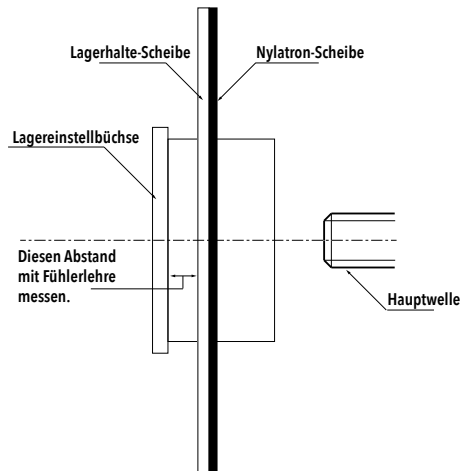 Lagerhalte-Scheibe
Nylatron-Scheibe
Lagereinstellbüchse
Diesen Abstand
mit Fühlerlehre
messen.
Hauptwelle